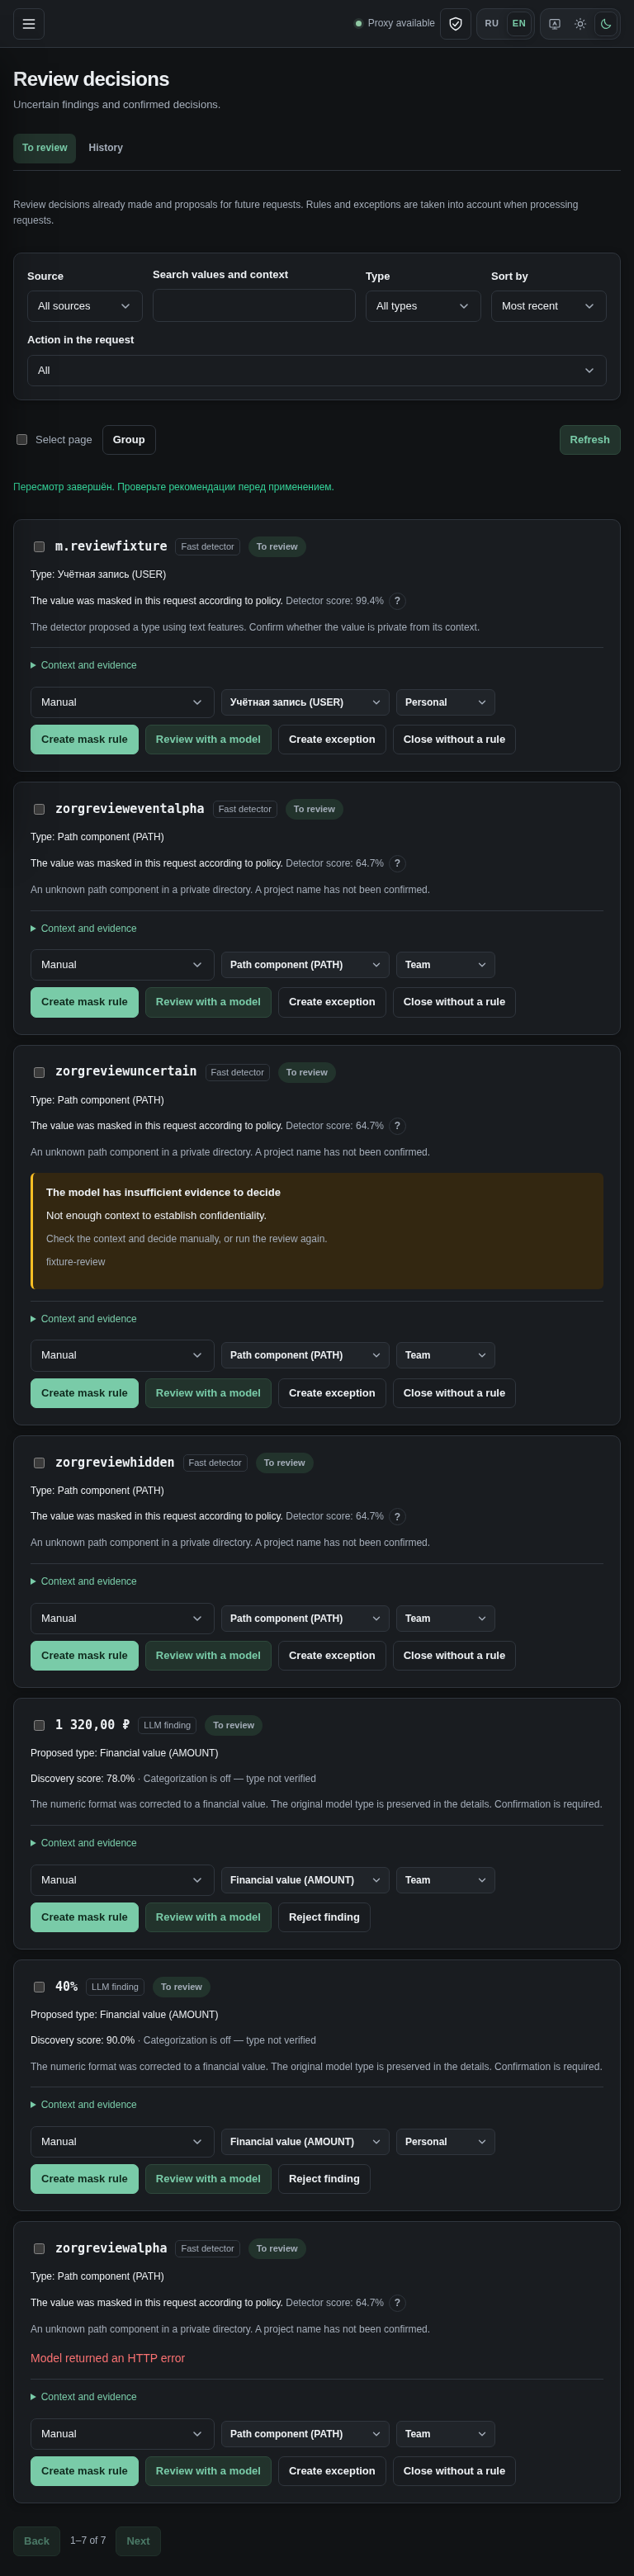 Proxy available
RU
EN
Review decisions
Uncertain findings and confirmed decisions.
To review
History
Review decisions already made and proposals for future requests. Rules and exceptions are taken into account when processing
requests.
Source
Search values and context
Type
Sort by
All sources
All types
Most recent
Action in the request
All
Select page
Group
Refresh
Пересмотр завершён. Проверьте рекомендации перед применением.
m.reviewfixture Fast detector To review
Type: Учётная запись (USER)
The value was masked in this request according to policy. Detector score: 99.4% ?
The detector proposed a type using text features. Confirm whether the value is private from its context.
Context and evidence
Manual Учётная запись (USER) Personal
Create mask rule Review with a model Create exception Close without a rule
zorgrevieweventalpha Fast detector To review
Type: Path component (PATH)
The value was masked in this request according to policy. Detector score: 64.7% ?
An unknown path component in a private directory. A project name has not been confirmed.
Context and evidence
Manual Path component (PATH) Team
Create mask rule Review with a model Create exception Close without a rule
zorgreviewuncertain Fast detector To review
Type: Path component (PATH)
The value was masked in this request according to policy. Detector score: 64.7% ?
An unknown path component in a private directory. A project name has not been confirmed.
The model has insufficient evidence to decide
Not enough context to establish confidentiality.
Check the context and decide manually, or run the review again.
fixture-review
Context and evidence
Manual Path component (PATH) Team
Create mask rule Review with a model Create exception Close without a rule
zorgreviewhidden Fast detector To review
Type: Path component (PATH)
The value was masked in this request according to policy. Detector score: 64.7% ?
An unknown path component in a private directory. A project name has not been confirmed.
Context and evidence
Manual Path component (PATH) Team
Create mask rule Review with a model Create exception Close without a rule
1 320,00 ₽ LLM finding To review
Proposed type: Financial value (AMOUNT)
Discovery score: 78.0% · Categorization is off — type not verified
The numeric format was corrected to a financial value. The original model type is preserved in the details. Confirmation is required.
Context and evidence
Manual Financial value (AMOUNT) Team
Create mask rule Review with a model Reject finding
40% LLM finding To review
Proposed type: Financial value (AMOUNT)
Discovery score: 90.0% · Categorization is off — type not verified
The numeric format was corrected to a financial value. The original model type is preserved in the details. Confirmation is required.
Context and evidence
Manual Financial value (AMOUNT) Personal
Create mask rule Review with a model Reject finding
zorgreviewalpha Fast detector To review
Type: Path component (PATH)
The value was masked in this request according to policy. Detector score: 64.7% ?
An unknown path component in a private directory. A project name has not been confirmed.
Model returned an HTTP error
Context and evidence
Manual Path component (PATH) Team
Create mask rule Review with a model Create exception Close without a rule
Back 1–7 of 7 Next